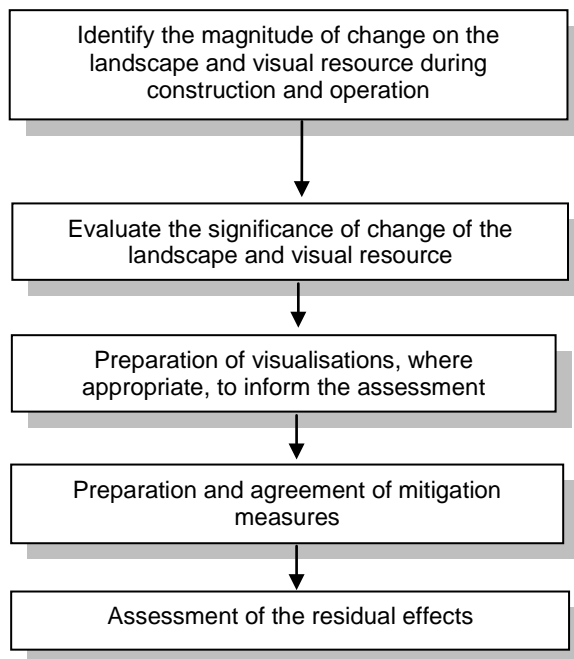 Identify the magnitude of change on the
landscape and visual resource during
construction and operation
Evaluate the significance of change of the
landscape and visual resource
Preparation of visualisations, where
appropriate, to inform the assessment
Preparation and agreement of mitigation
measures
Assessment of the residual effects